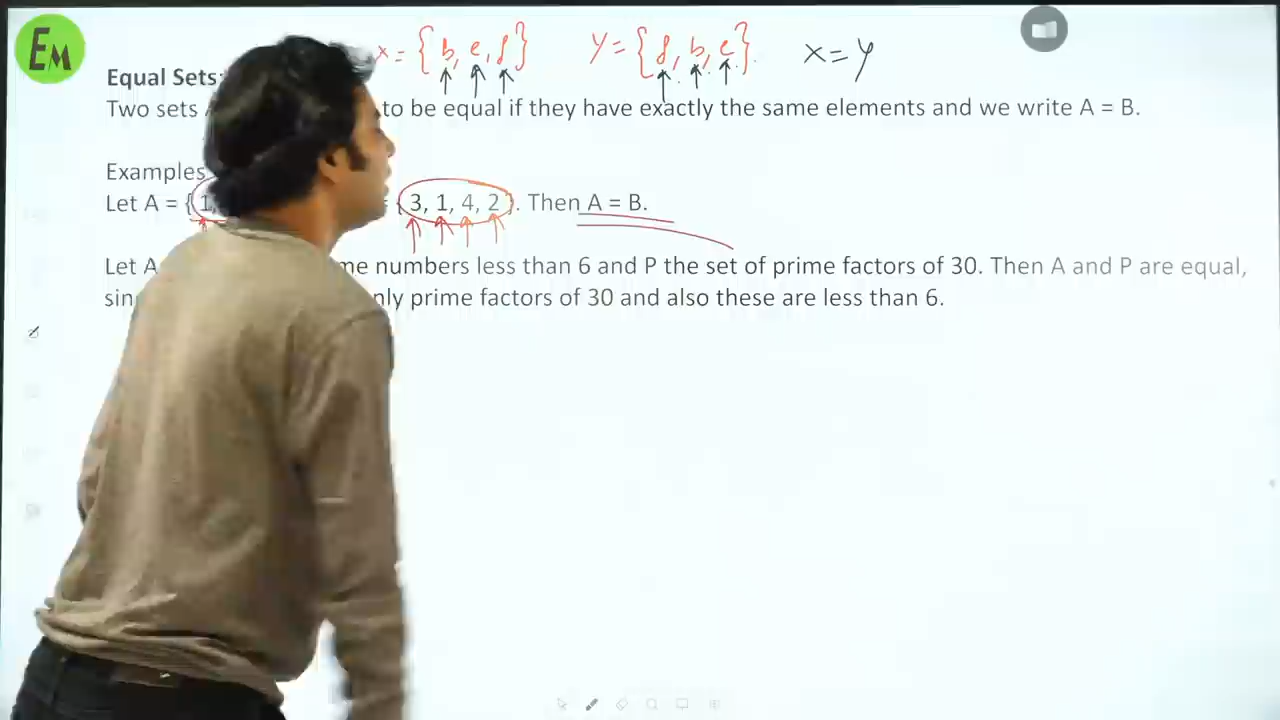 EM
x = {b, e, f} y = {f, b, e}. x = y
Equal Sets:
Two sets to be equal if they have exactly the same elements and we write A = B.
Examples
Let A = {1, = {3, 1, 4, 2}. Then A = B.
Let A numbers less than 6 and P the set of prime factors of 30. Then A and P are equal,
prime factors of 30 and also these are less than 6.